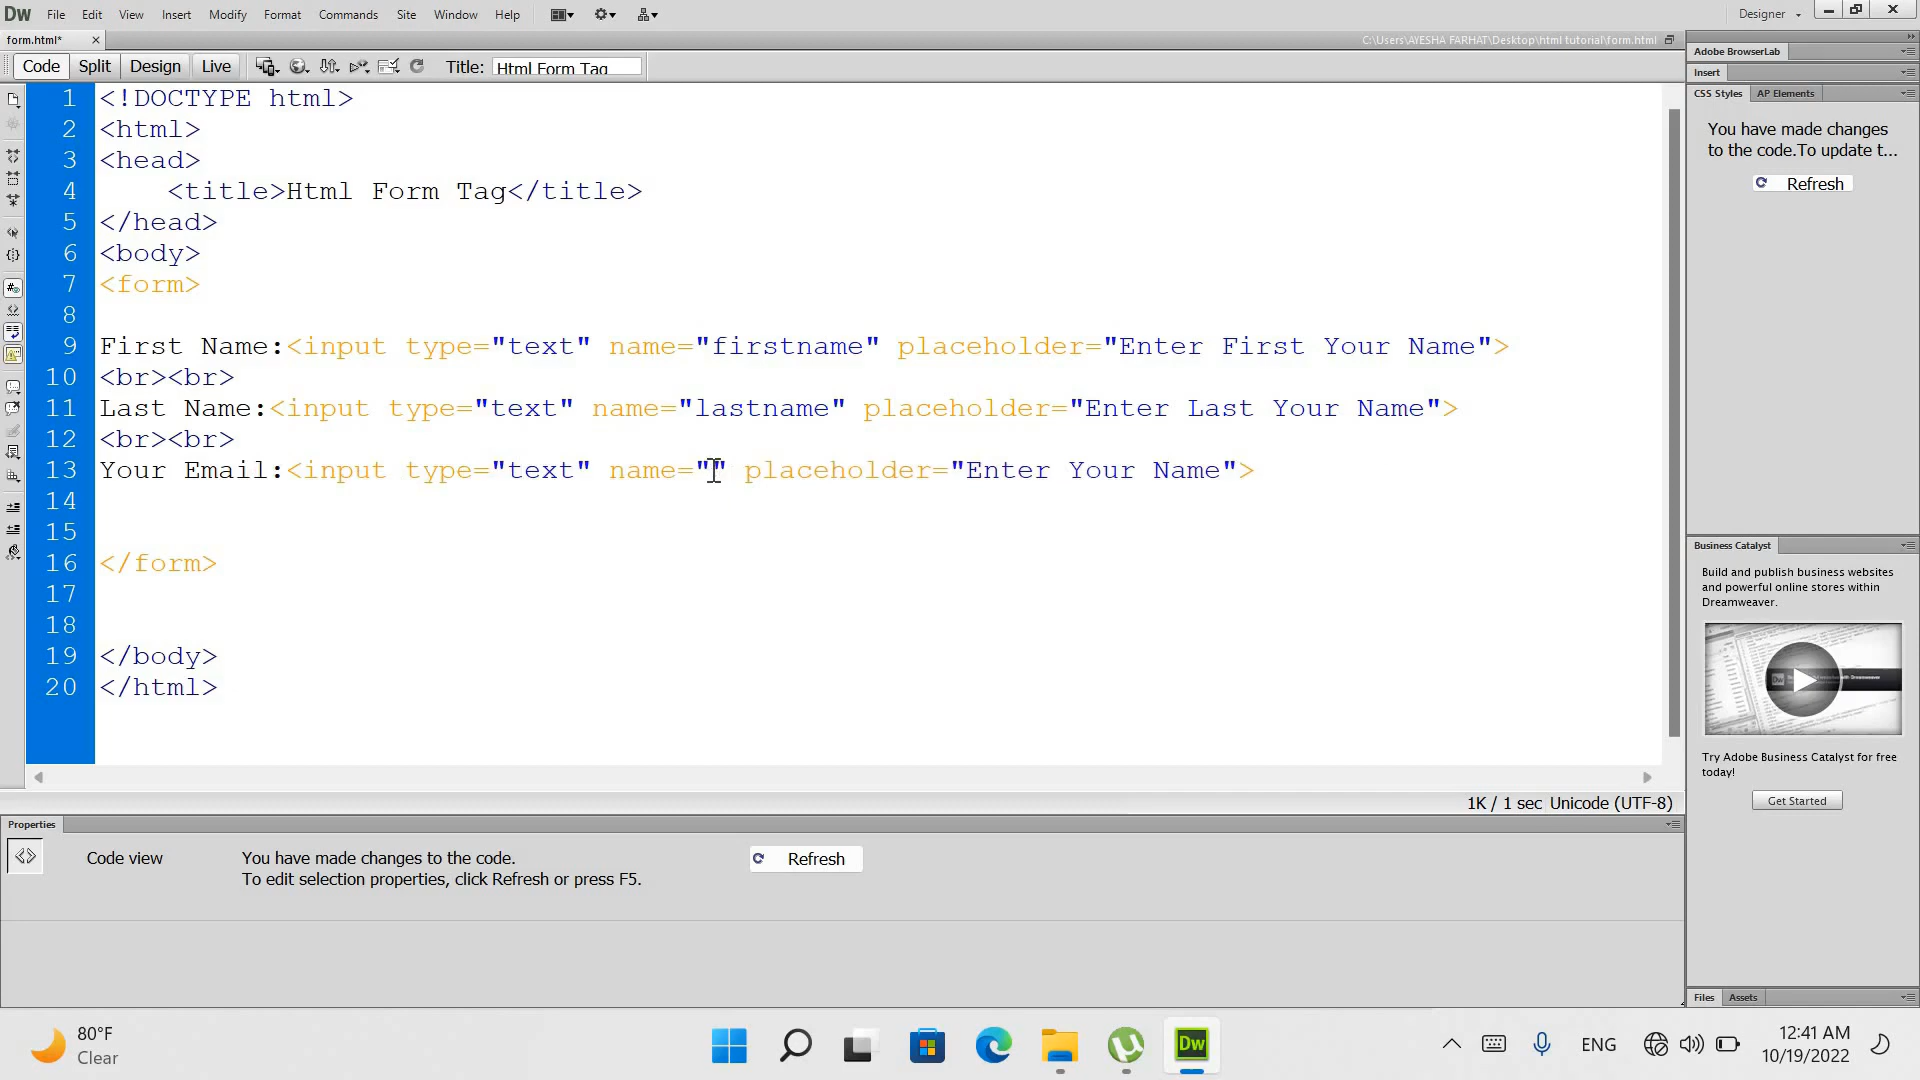 Dw File Edit View Insert Modify Format Commands Site Window Help Designer
form.html* C:\Users\AYESHA FARHAT\Desktop\html tutorial\form.html
Code Split Design Live Title: Html Form Tag
1 <!DOCTYPE html>
2 <html>
3 <head>
4 <title>Html Form Tag</title>
5 </head>
6 <body>
7 <form>
8
9 First Name:<input type="text" name="firstname" placeholder="Enter First Your Name">
10 <br><br>
11 Last Name:<input type="text" name="lastname" placeholder="Enter Last Your Name">
12 <br><br>
13 Your Email:<input type="text" name="" placeholder="Enter Your Name">
14
15
16 </form>
17
18
19 </body>
20 </html>
1K / 1 sec Unicode (UTF-8)
Adobe BrowserLab
Insert
CSS Styles AP Elements
You have made changes
to the code.To update t...
Refresh
Business Catalyst
Build and publish business websites
and powerful online stores within
Dreamweaver.
Try Adobe Business Catalyst for free
today!
Get Started
Files Assets
Properties
Code view
You have made changes to the code.
To edit selection properties, click Refresh or press F5.
Refresh
80°F
Clear
Dw
ENG
12:41 AM
10/19/2022